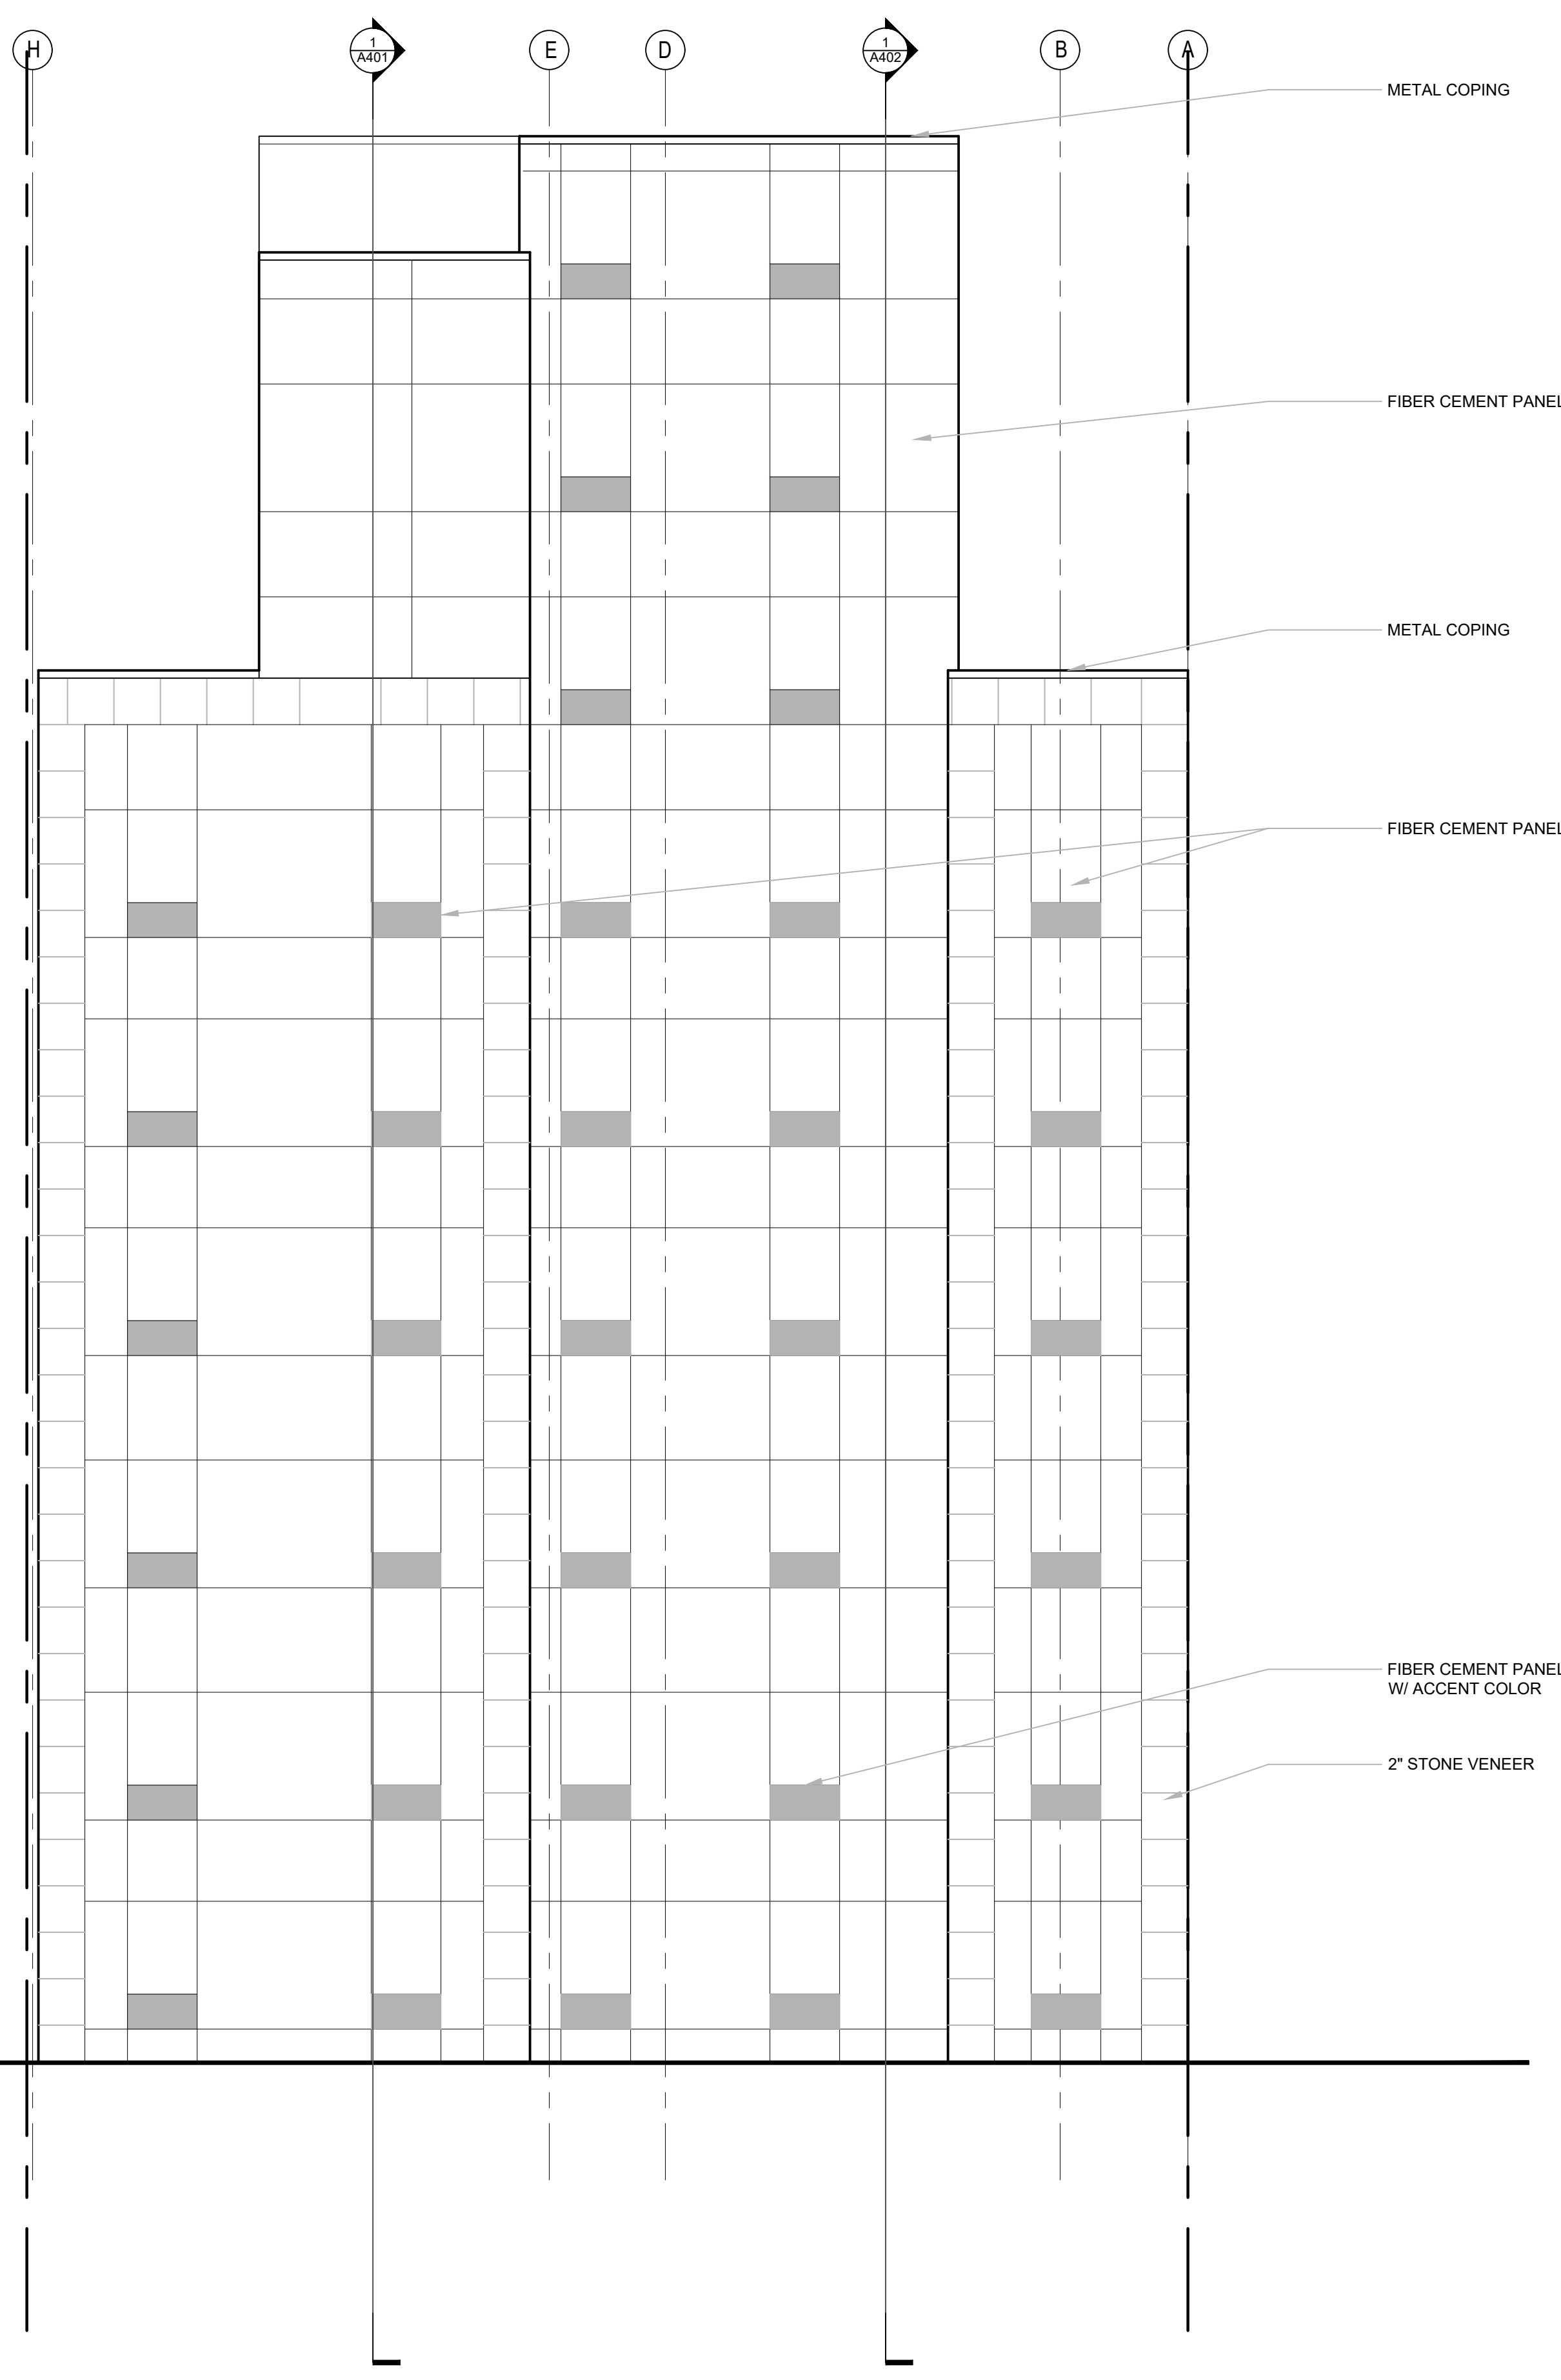 H
1
A401
E
D
1
A402
B
A
METAL COPING
FIBER CEMENT PANEL
METAL COPING
FIBER CEMENT PANEL
FIBER CEMENT PANEL
W/ ACCENT COLOR
2" STONE VENEER